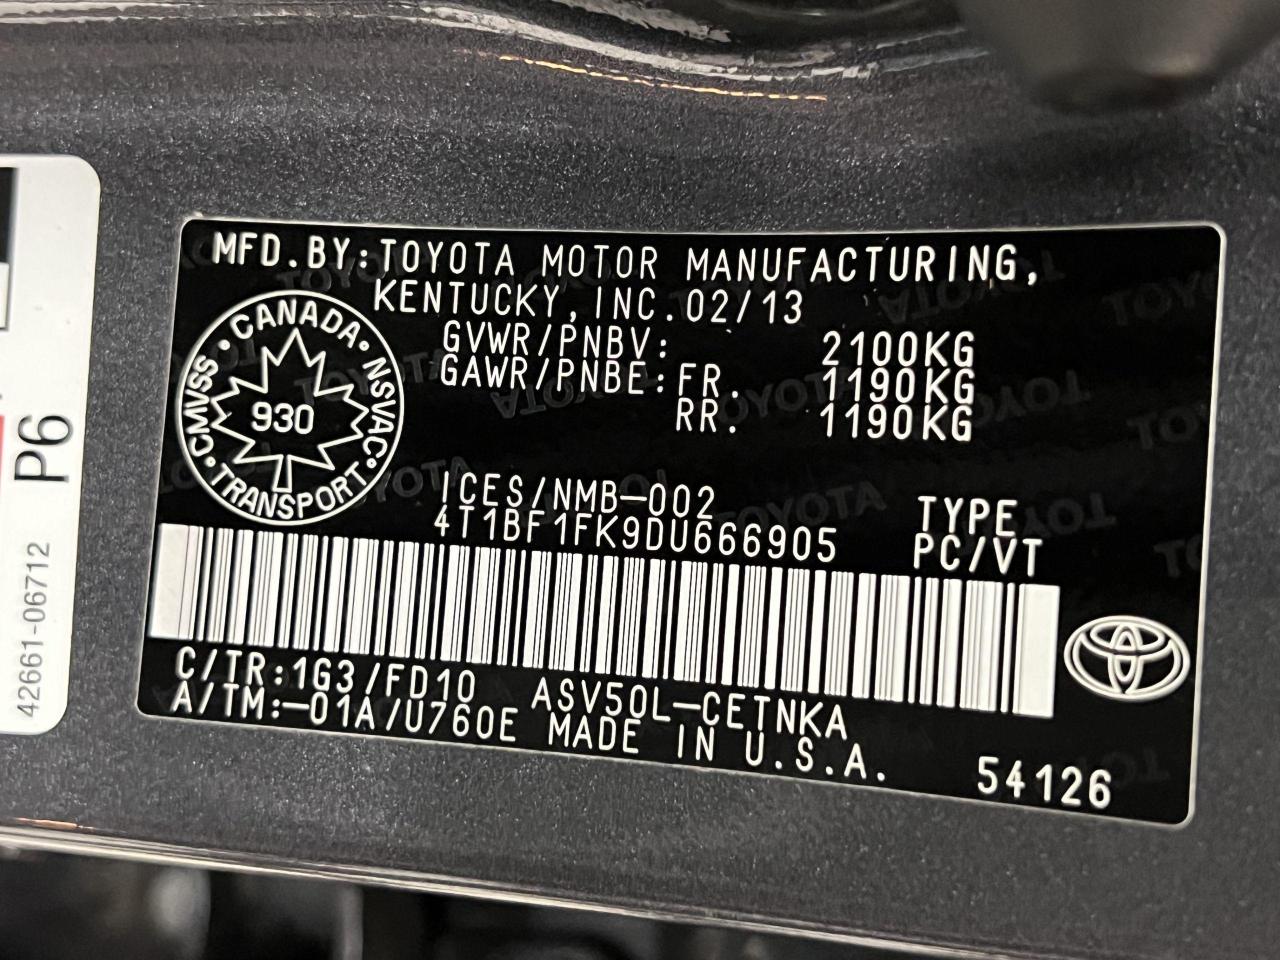 MFD.BY:TOYOTA MOTOR MANUFACTURING,
KENTUCKY, INC. 02/13
GVWR/PNBV: 2100KG
GAWR/PNBE: FR. 1190KG
RR. 1190KG
CANADA • NSVAC • TRANSPORT • CMVSS •
930
ICES/NMB-002
4T1BF1FK9DU666905
TYPE
PC/VT
C/TR:1G3/FD10 ASV50L-CETNKA
A/TM:-01A/U760E MADE IN U.S.A.
54126
P6
42661-06712